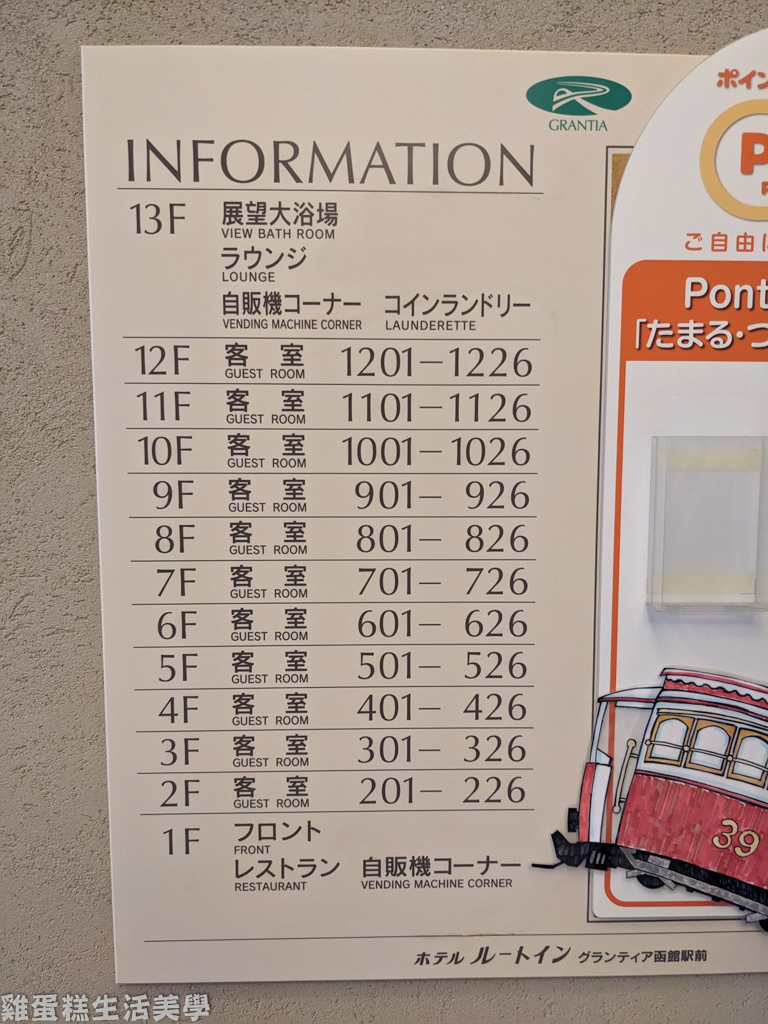 GRANTIA
INFORMATION
13F 展望大浴場
VIEW BATH ROOM
ラウンジ
LOUNGE
自販機コーナー コインランドリー
VENDING MACHINE CORNER LAUNDERETTE
12F 客室 1201－1226
GUEST ROOM
11F 客室 1101－1126
GUEST ROOM
10F 客室 1001－1026
GUEST ROOM
9F 客室 901－ 926
GUEST ROOM
8F 客室 801－ 826
GUEST ROOM
7F 客室 701－ 726
GUEST ROOM
6F 客室 601－ 626
GUEST ROOM
5F 客室 501－ 526
GUEST ROOM
4F 客室 401－ 426
GUEST ROOM
3F 客室 301－ 326
GUEST ROOM
2F 客室 201－ 226
GUEST ROOM
1F フロント
FRONT
レストラン 自販機コーナー
RESTAURANT VENDING MACHINE CORNER
ホテル ルートイン グランティア函館駅前
ポイン
P
ご自由に
Pont
「たまる・つ
39
雞蛋糕生活美學